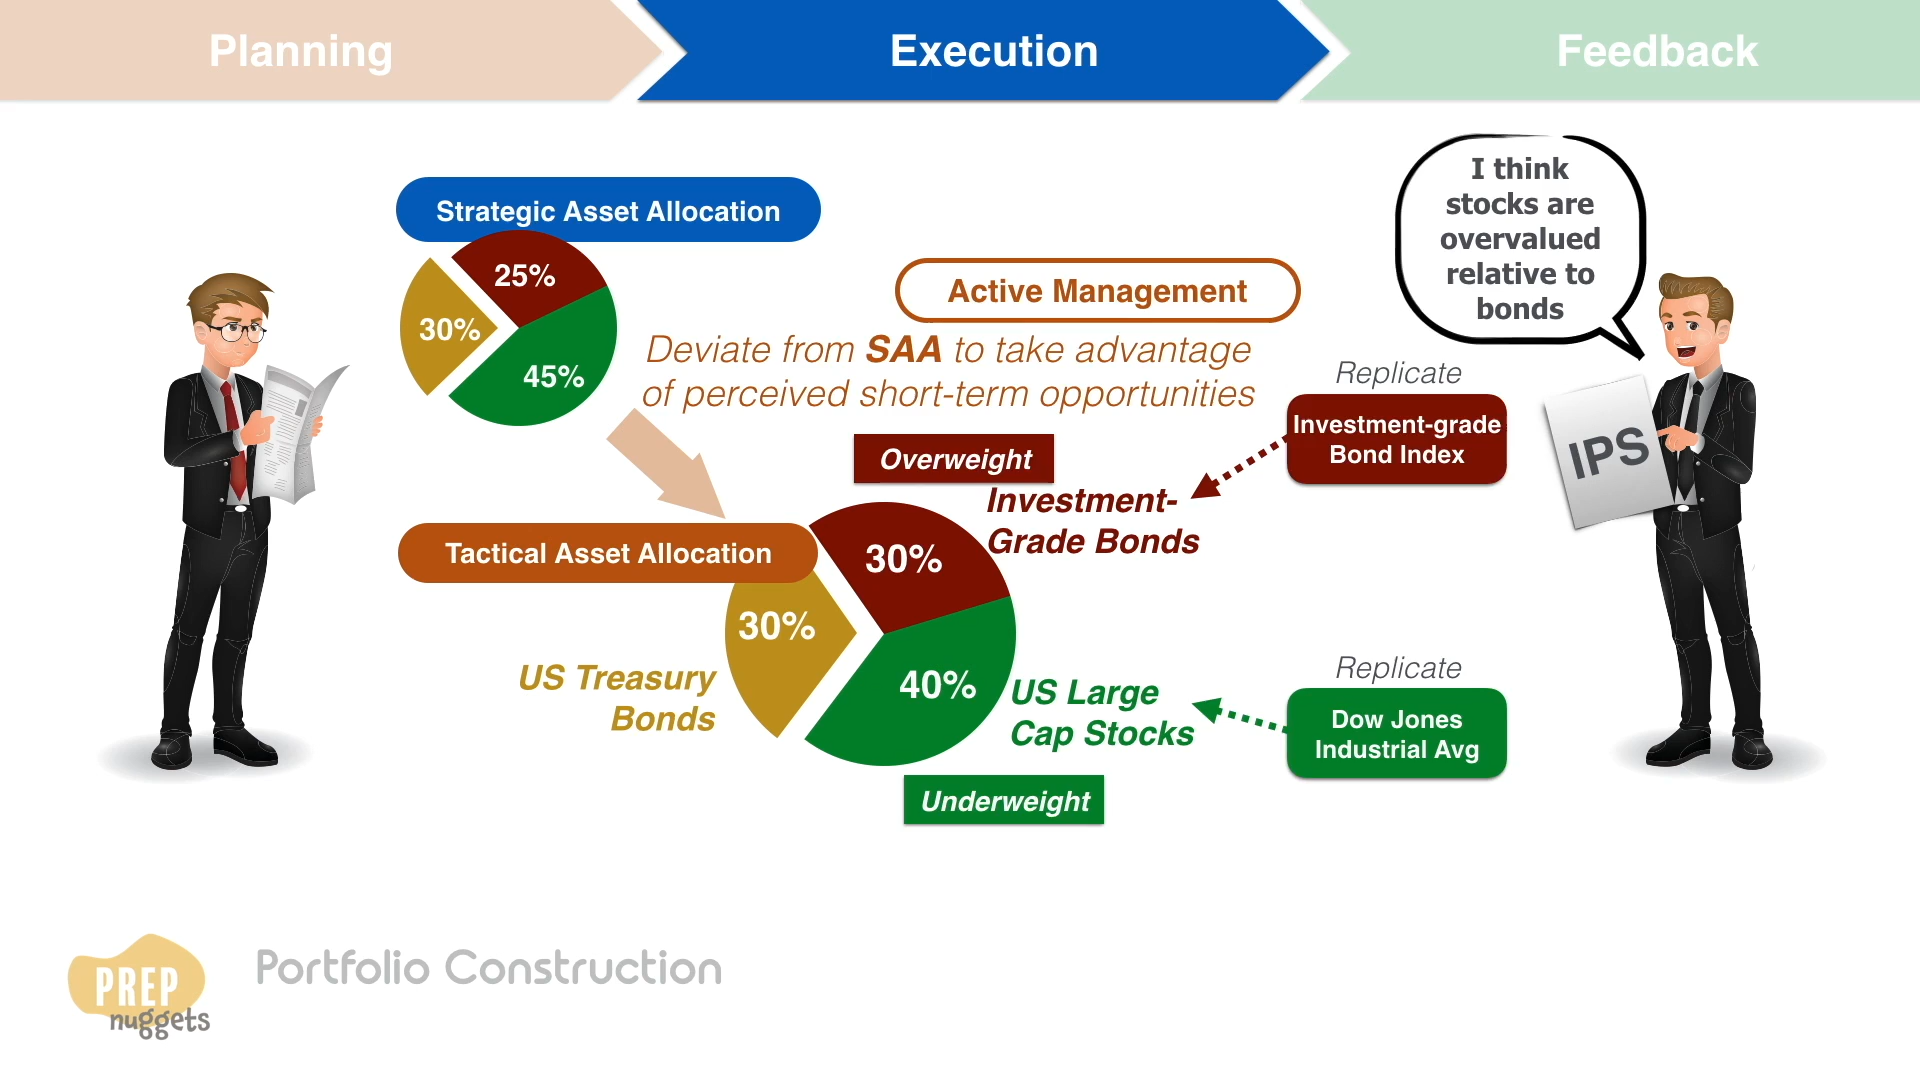 Planning
Execution
Feedback
Strategic Asset Allocation
25%
30%
45%
Active Management
Deviate from SAA to take advantage
of perceived short-term opportunities
I think
stocks are
overvalued
relative to
bonds
Replicate
Investment-grade
Bond Index
IPS
Overweight
Investment-
Grade Bonds
Tactical Asset Allocation
30%
30%
40%
US Treasury
Bonds
US Large
Cap Stocks
Replicate
Dow Jones
Industrial Avg
Underweight
PREP
nuggets
Portfolio Construction